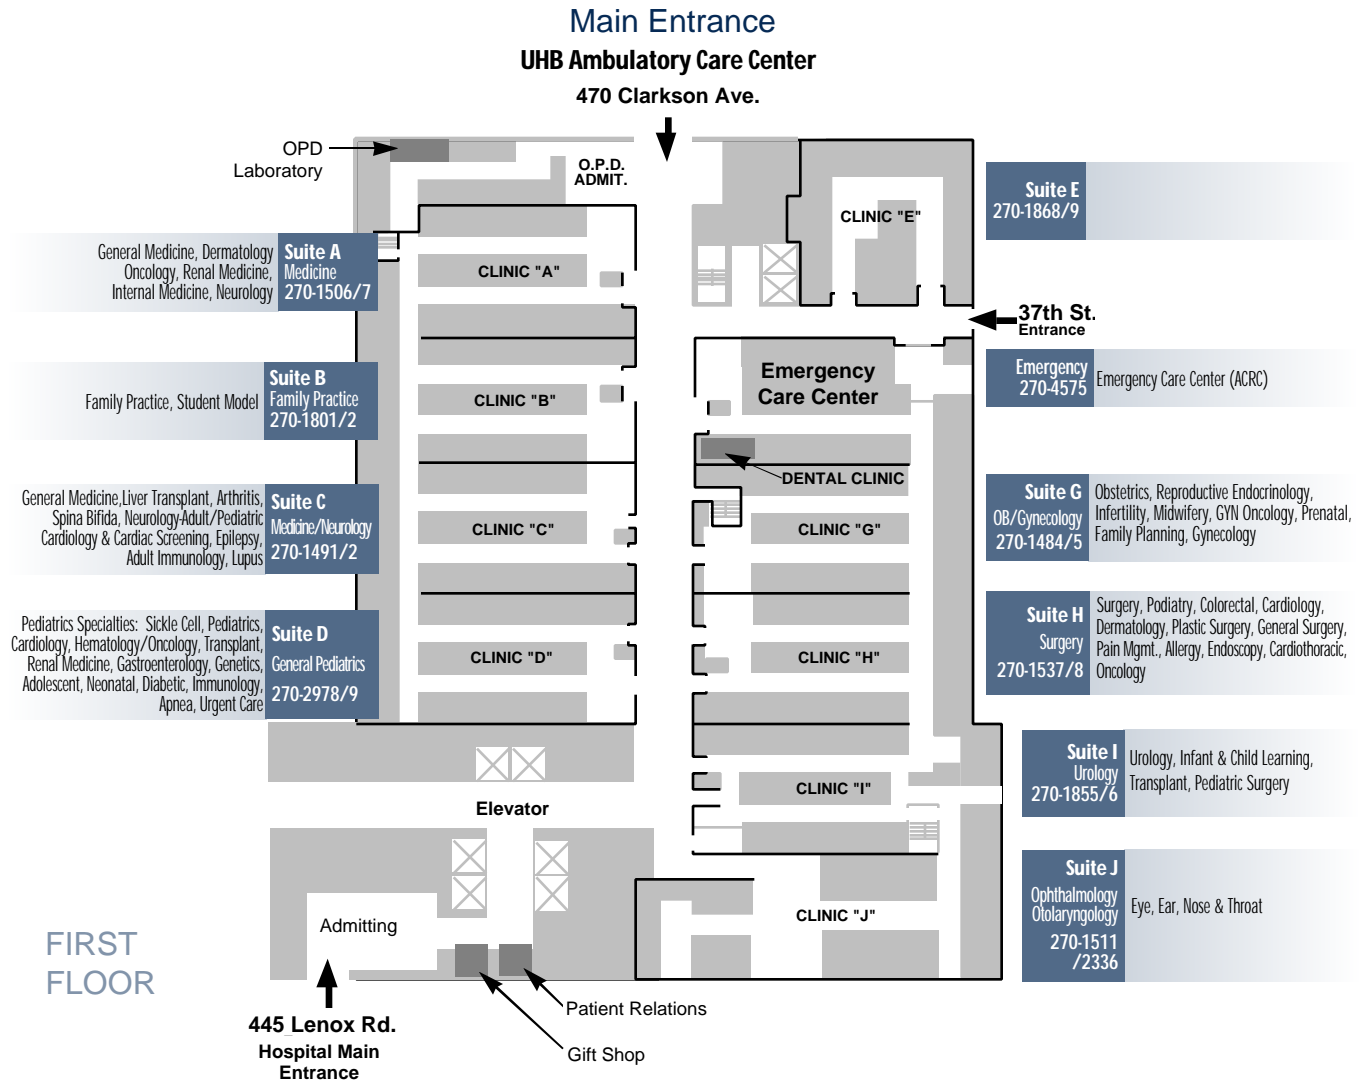 Main Entrance
UHB Ambulatory Care Center
470 Clarkson Ave.
OPD
Laboratory
O.P.D.
ADMIT.
CLINIC "A"
CLINIC "B"
CLINIC "C"
CLINIC "D"
CLINIC "E"
37th St.
Entrance
Emergency
Care Center
DENTAL CLINIC
CLINIC "G"
CLINIC "H"
CLINIC "I"
CLINIC "J"
Elevator
Admitting
Patient Relations
Gift Shop
445 Lenox Rd.
Hospital Main
Entrance
FIRST
FLOOR
General Medicine, Dermatology
Oncology, Renal Medicine,
Internal Medicine, Neurology
Suite A
Medicine
270-1506/7
Family Practice, Student Model
Suite B
Family Practice
270-1801/2
General Medicine,Liver Transplant, Arthritis,
Spina Bifida, Neurology-Adult/Pediatric
Cardiology & Cardiac Screening, Epilepsy,
Adult Immunology, Lupus
Suite C
Medicine/Neurology
270-1491/2
Pediatrics Specialties: Sickle Cell, Pediatrics,
Cardiology, Hematology/Oncology, Transplant,
Renal Medicine, Gastroenterology, Genetics,
Adolescent, Neonatal, Diabetic, Immunology,
Apnea, Urgent Care
Suite D
General Pediatrics
270-2978/9
Suite E
270-1868/9
Emergency
270-4575
Emergency Care Center (ACRC)
Suite G
OB/Gynecology
270-1484/5
Obstetrics, Reproductive Endocrinology,
Infertility, Midwifery, GYN Oncology, Prenatal,
Family Planning, Gynecology
Suite H
Surgery
270-1537/8
Surgery, Podiatry, Colorectal, Cardiology,
Dermatology, Plastic Surgery, General Surgery,
Pain Mgmt., Allergy, Endoscopy, Cardiothoracic,
Oncology
Suite I
Urology
270-1855/6
Urology, Infant & Child Learning,
Transplant, Pediatric Surgery
Suite J
Ophthalmology
Otolaryngology
270-1511
/2336
Eye, Ear, Nose & Throat